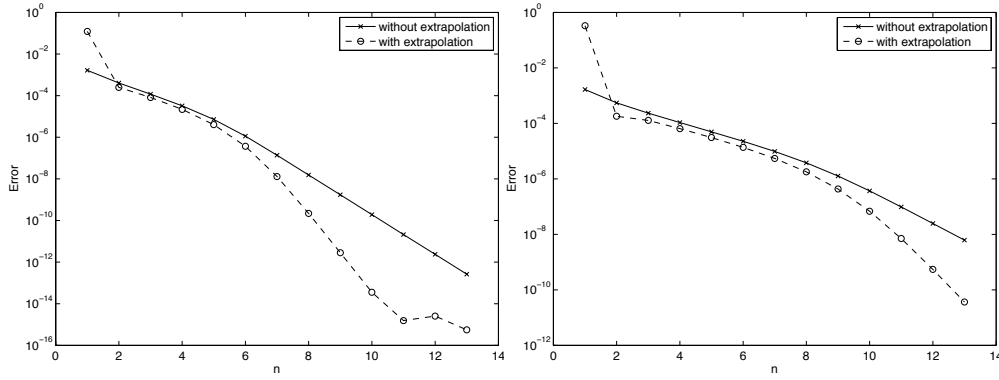 10^0
10^-2
10^-4
10^-6
10^-8
10^-10
10^-12
10^-14
10^-16
Error
0 2 4 6 8 10 12 14
n
without extrapolation
with extrapolation
10^0
10^-2
10^-4
10^-6
10^-8
10^-10
10^-12
Error
0 2 4 6 8 10 12 14
n
without extrapolation
with extrapolation